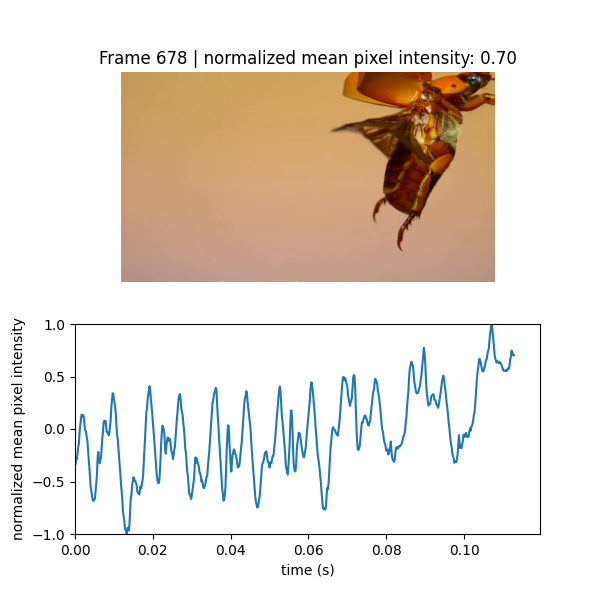 Frame 678 | normalized mean pixel intensity: 0.70
normalized mean pixel intensity
1.0
0.5
0.0
−0.5
−1.0
0.00 0.02 0.04 0.06 0.08 0.10
time (s)